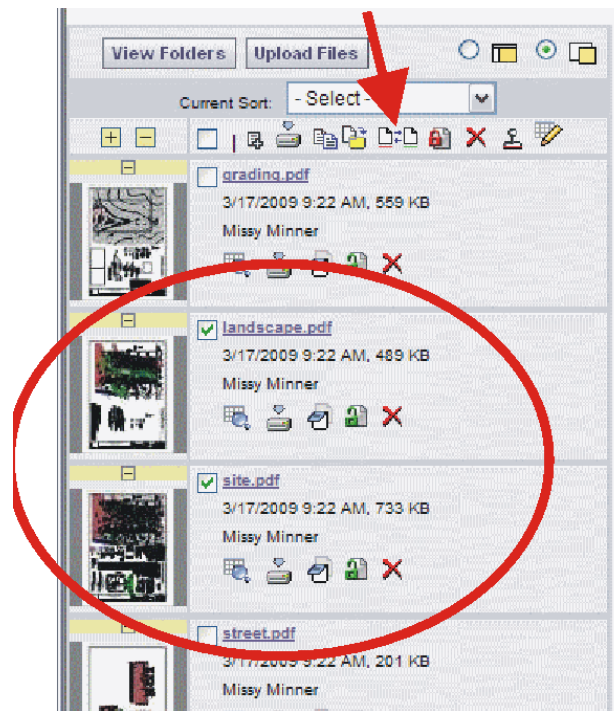 View Folders Upload Files
Current Sort: - Select -
grading.pdf
3/17/2009 9:22 AM, 559 KB
Missy Minner
landscape.pdf
3/17/2009 9:22 AM, 489 KB
Missy Minner
site.pdf
3/17/2009 9:22 AM, 733 KB
Missy Minner
street.pdf
3/17/2009 9:22 AM, 201 KB
Missy Minner